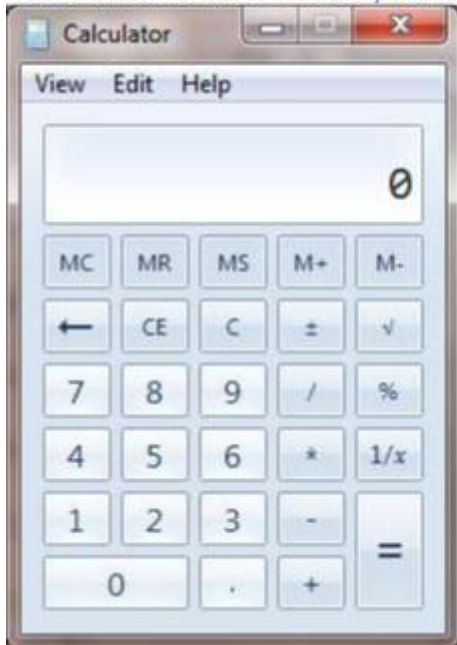 Calculator
View Edit Help
0
MC MR MS M+ M-
← CE C ± √
7 8 9 / %
4 5 6 * 1/x
1 2 3 -
=
0 . +